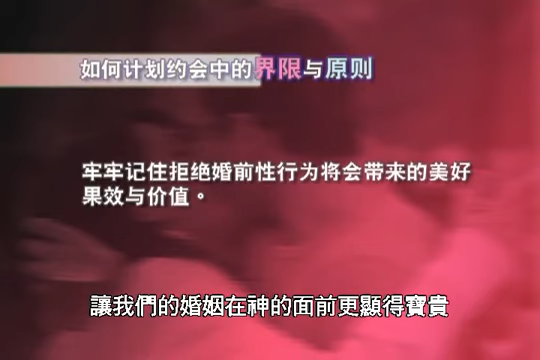 如何计划约会中的界限与原则
牢牢记住拒绝婚前性行为将会带来的美好
果效与价值。
讓我們的婚姻在神的面前更顯得寶貴